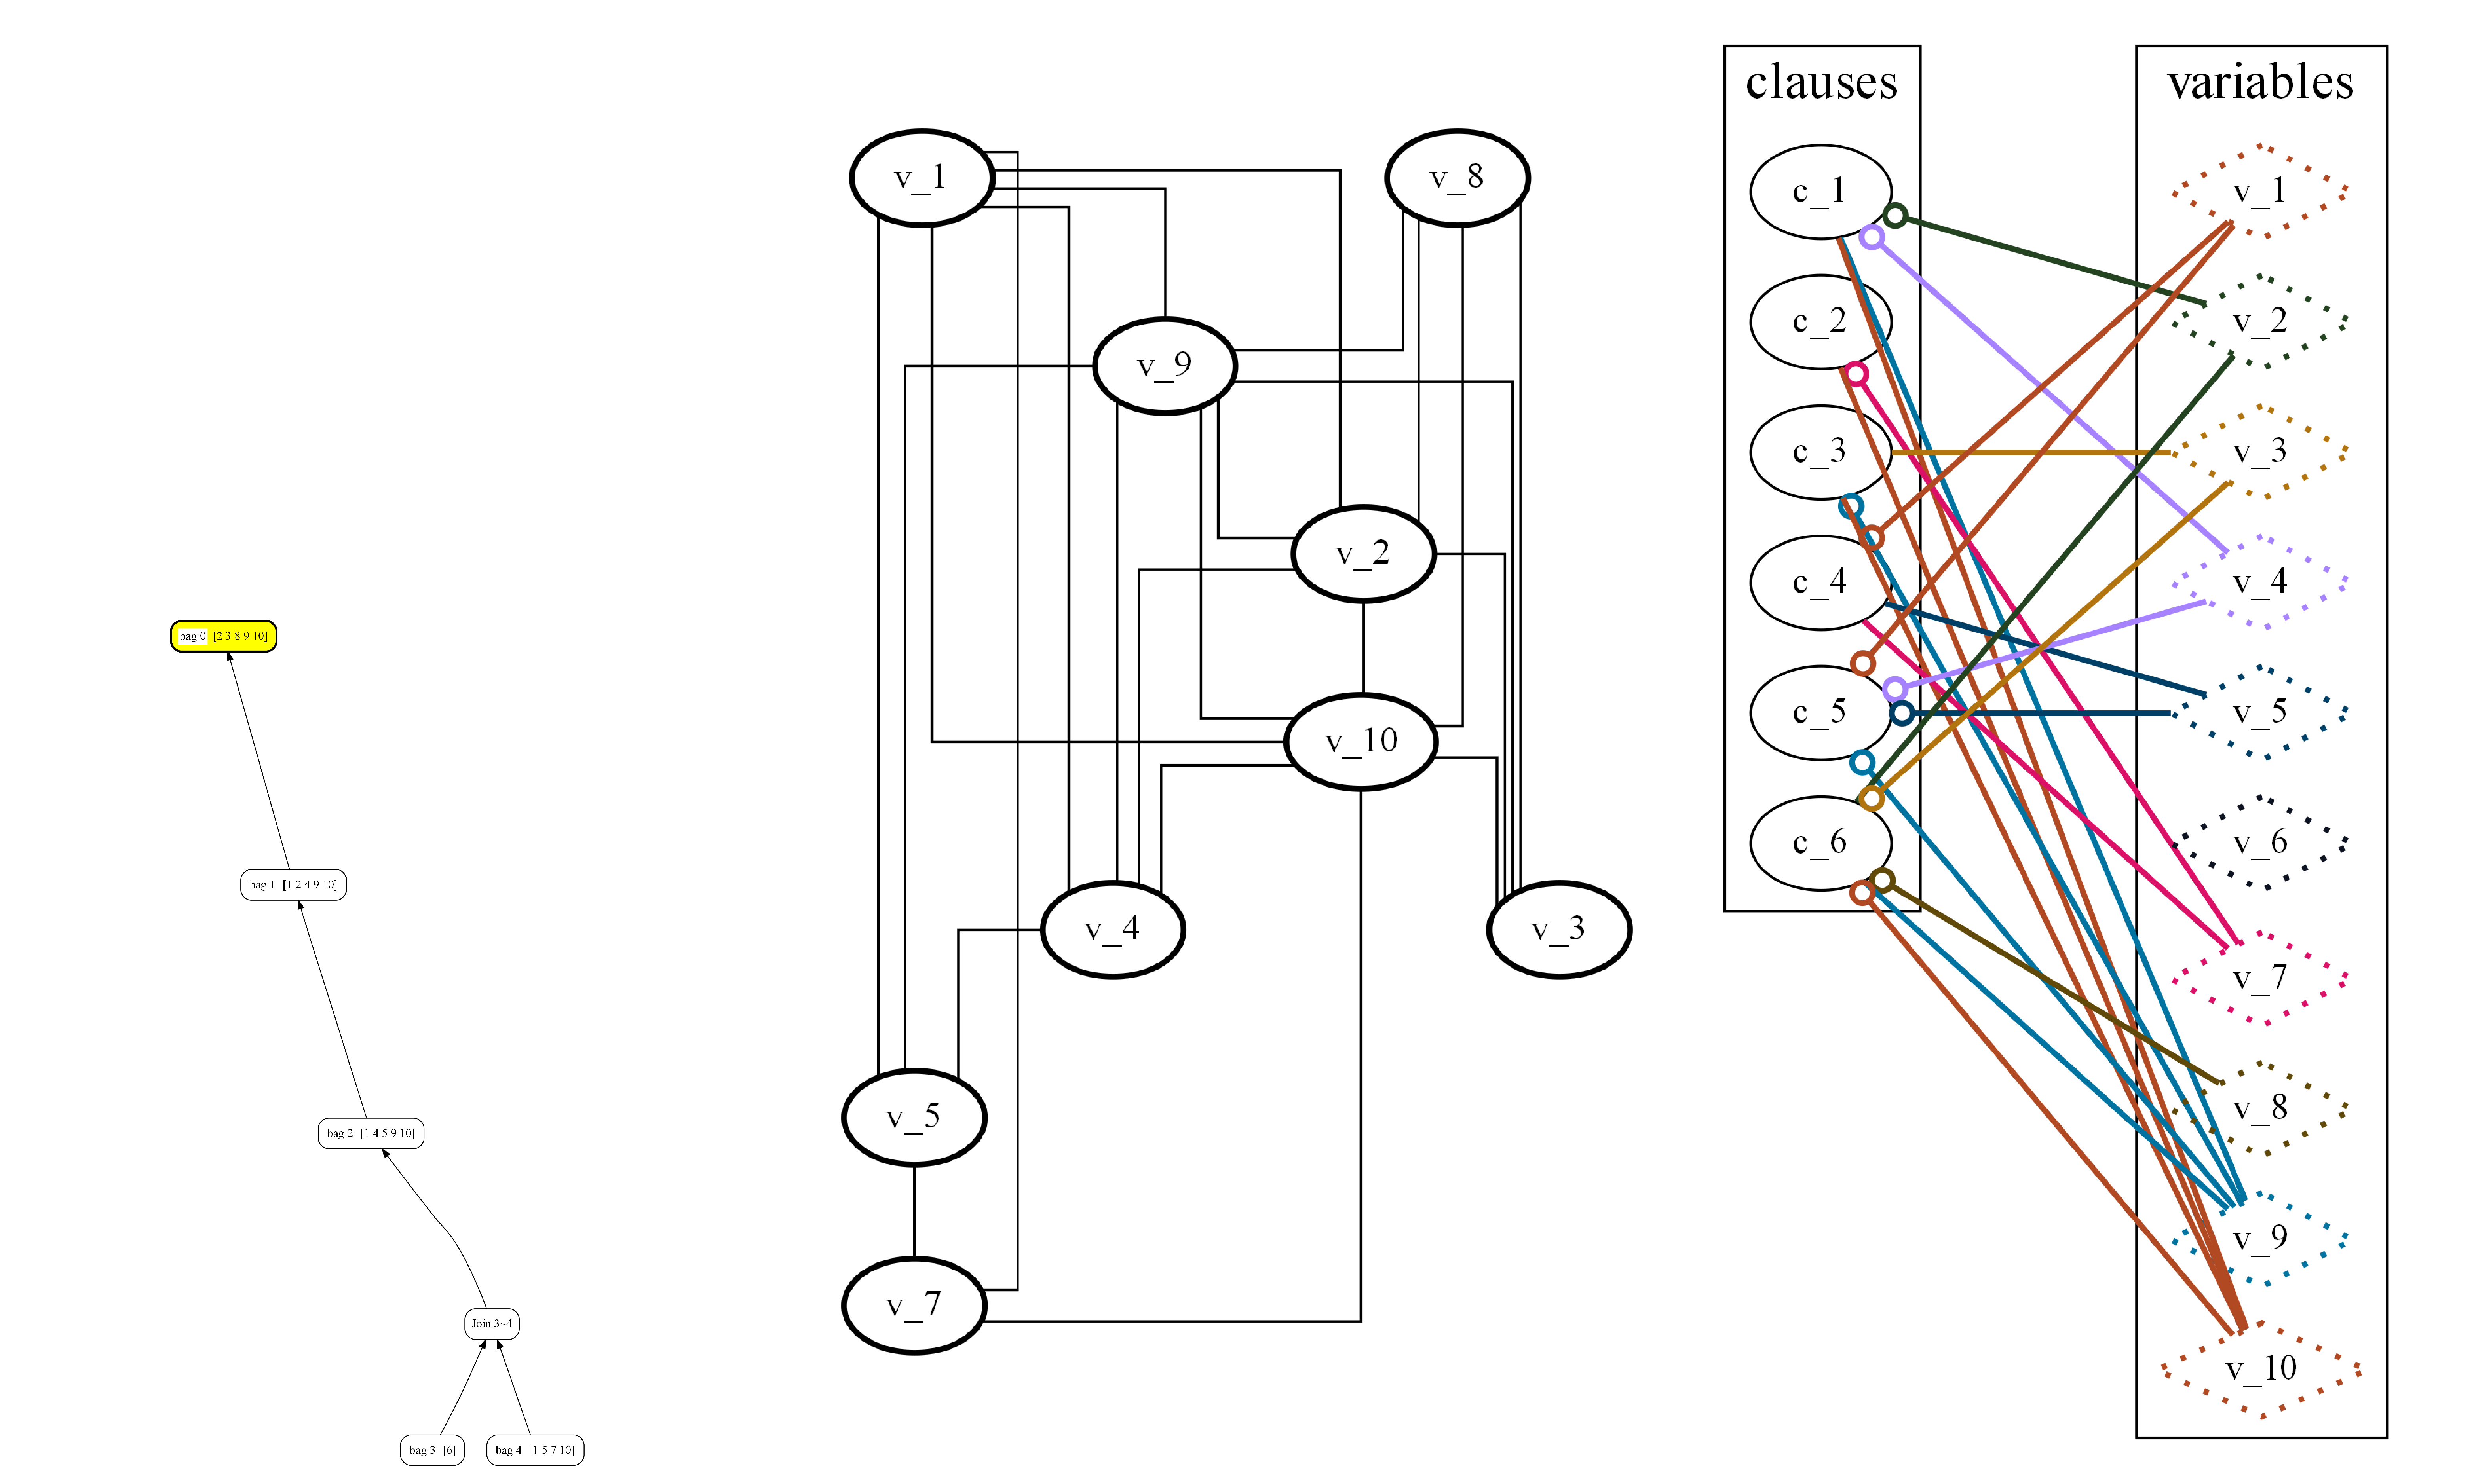 bag 0 [2 3 8 9 10]
bag 1 [1 2 4 9 10]
bag 2 [1 4 5 9 10]
Join 3~4
bag 3 [6]
bag 4 [1 5 7 10]
v_1
v_8
v_9
v_2
v_10
v_4
v_3
v_5
v_7
clauses
c_1
c_2
c_3
c_4
c_5
c_6
variables
v_1
v_2
v_3
v_4
v_5
v_6
v_7
v_8
v_9
v_10